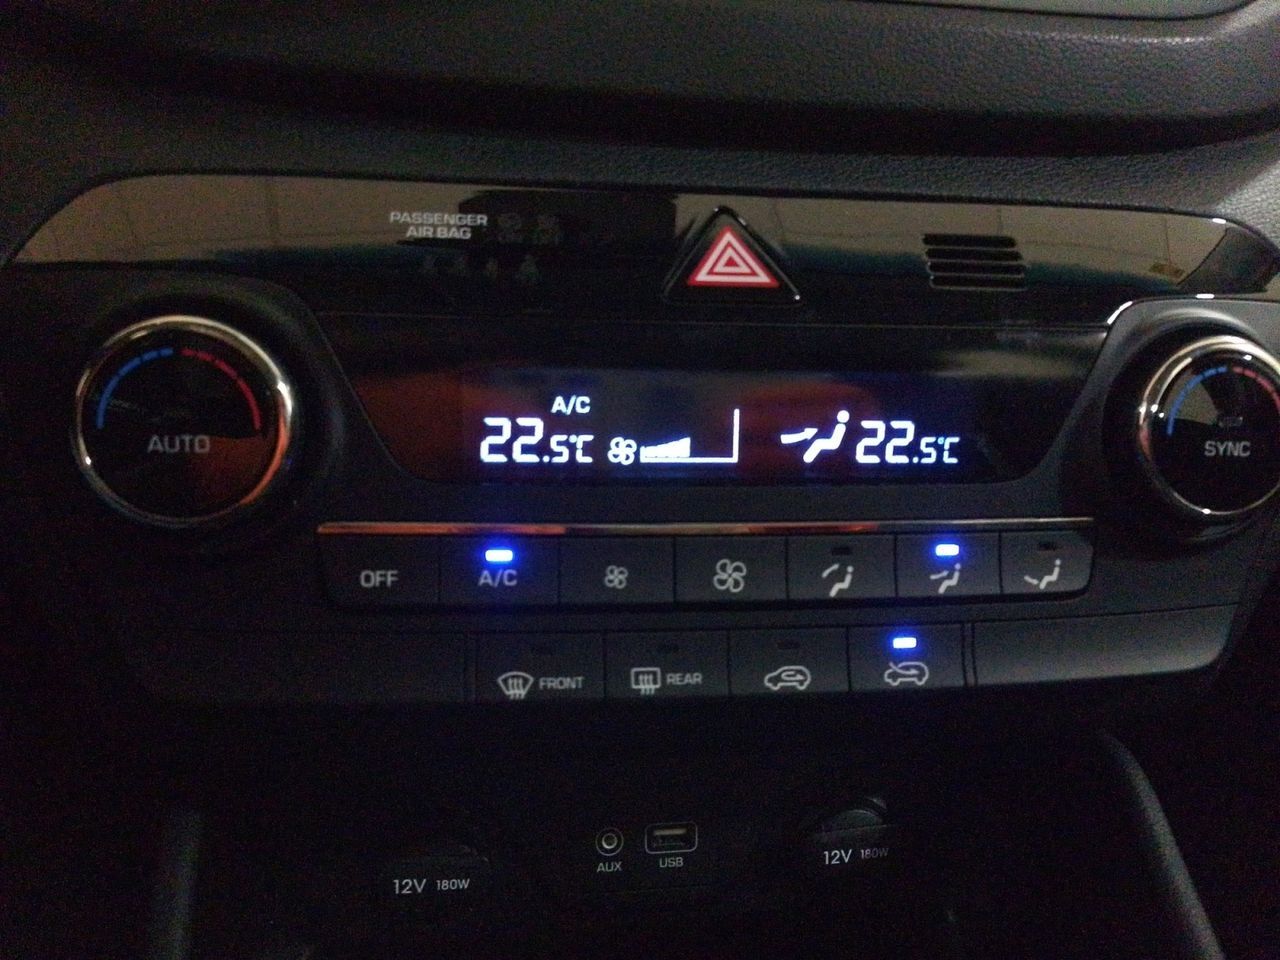 PASSENGER
AIR BAG
A/C
22.5°C
22.5°C
AUTO
SYNC
OFF
A/C
FRONT
REAR
AUX
USB
12V 180W
12V 180W